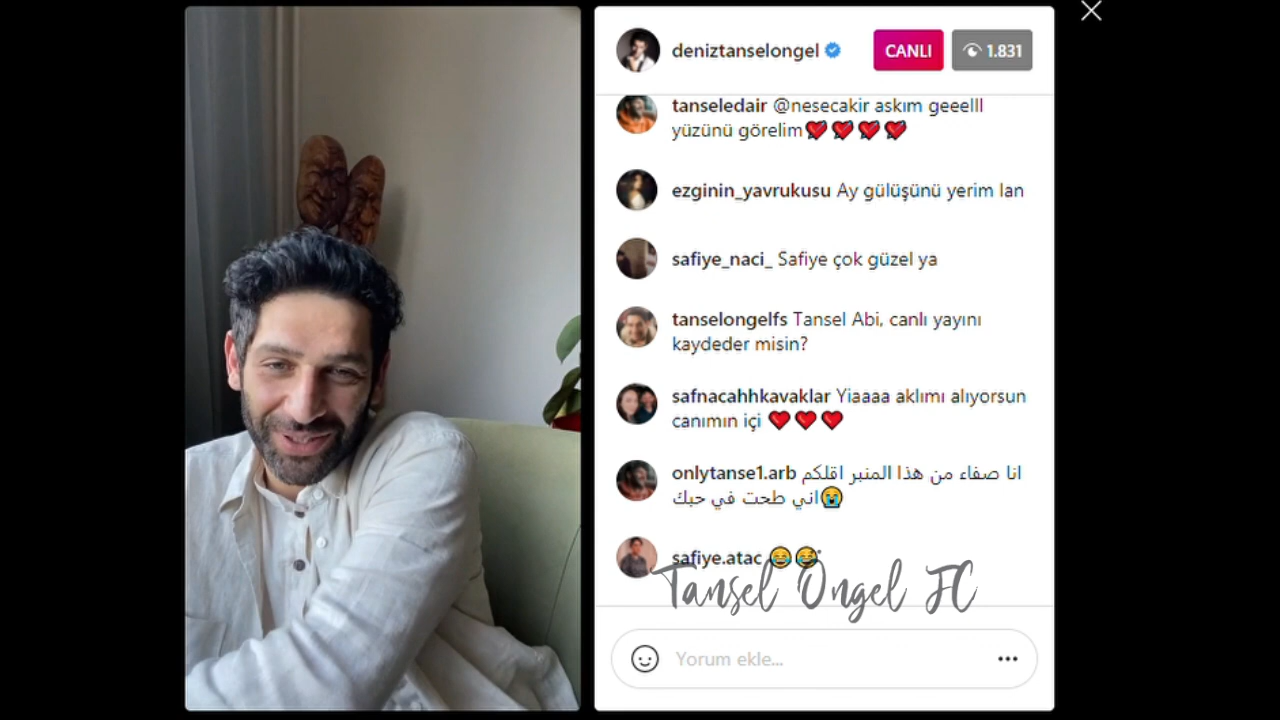 deniztanselongel
CANLI
1.831
tanseledair @nesecakir askım geeelll
yüzünü görelim
ezginin_yavrukusu Ay gülüşünü yerim lan
safiye_naci_ Safiye çok güzel ya
tanselongelfs Tansel Abi, canlı yayını
kaydeder misin?
safnacahhkavaklar Yiaaaa aklımı alıyorsun
canımın içi
onlytanse1.arb انا صفاء من هذا المنبر اقلكم
اني طحت في حبك
safiye.atac
Tansel Öngel FC
Yorum ekle...